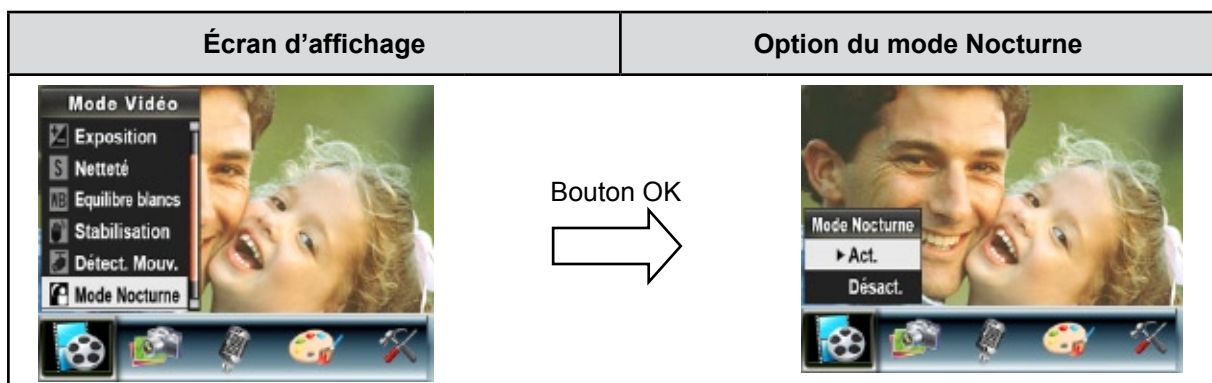 Écran d’affichage
Option du mode Nocturne
Mode Vidéo
Exposition
S Netteté
WB Equilibre blancs
Stabilisation
Détect. Mouv.
Mode Nocturne
Bouton OK
Mode Nocturne
Act.
Désact.